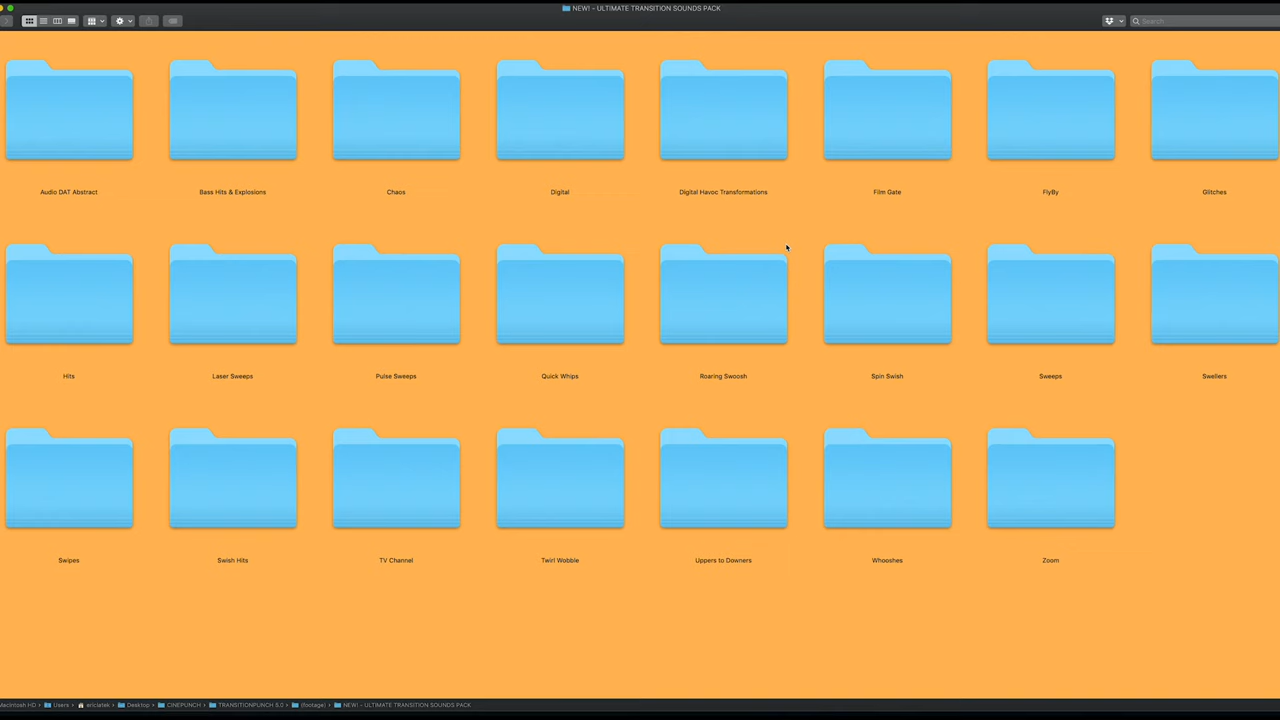 NEW! - ULTIMATE TRANSITION SOUNDS PACK
Search
Audio DAT Abstract
Bass Hits & Explosions
Chaos
Digital
Digital Havoc Transformations
Film Gate
FlyBy
Glitches
Hits
Laser Sweeps
Pulse Sweeps
Quick Whips
Roaring Swoosh
Spin Swish
Sweeps
Swellers
Swipes
Swish Hits
TV Channel
Twirl Wobble
Uppers to Downers
Whooshes
Zoom
Macintosh HD › Users › ericlatek › Desktop › CINEPUNCH › TRANSITIONPUNCH 5.0 › (footage) › NEW! - ULTIMATE TRANSITION SOUNDS PACK